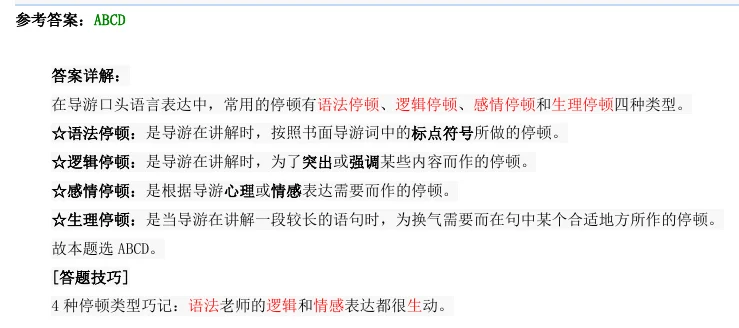 参考答案：ABCD
答案详解：
在导游口头语言表达中，常用的停顿有语法停顿、逻辑停顿、感情停顿和生理停顿四种类型。
☆语法停顿：是导游在讲解时，按照书面导游词中的标点符号所做的停顿。
☆逻辑停顿：是导游在讲解时，为了突出或强调某些内容而作的停顿。
☆感情停顿：是根据导游心理或情感表达需要而作的停顿。
☆生理停顿：是当导游在讲解一段较长的语句时，为换气需要而在句中某个合适地方所作的停顿。
故本题选 ABCD。
[答题技巧]
4 种停顿类型巧记：语法老师的逻辑和情感表达都很生动。